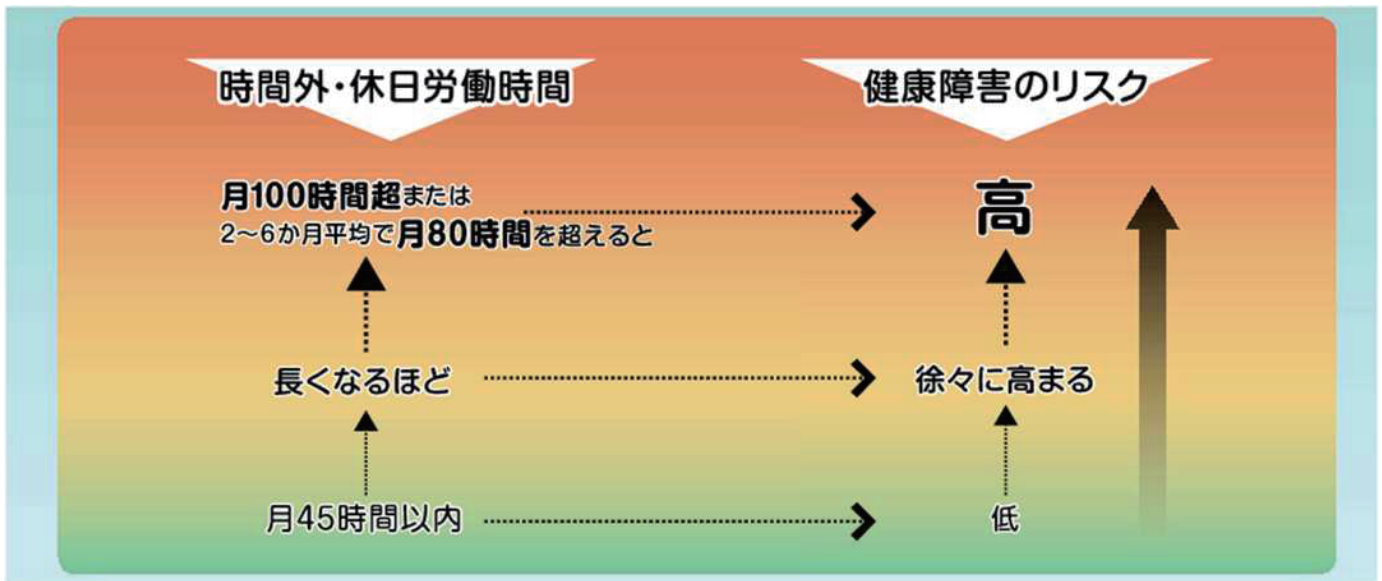 時間外・休日労働時間
健康障害のリスク
月100時間超または
2〜6か月平均で月80時間を超えると
高
長くなるほど
徐々に高まる
月45時間以内
低